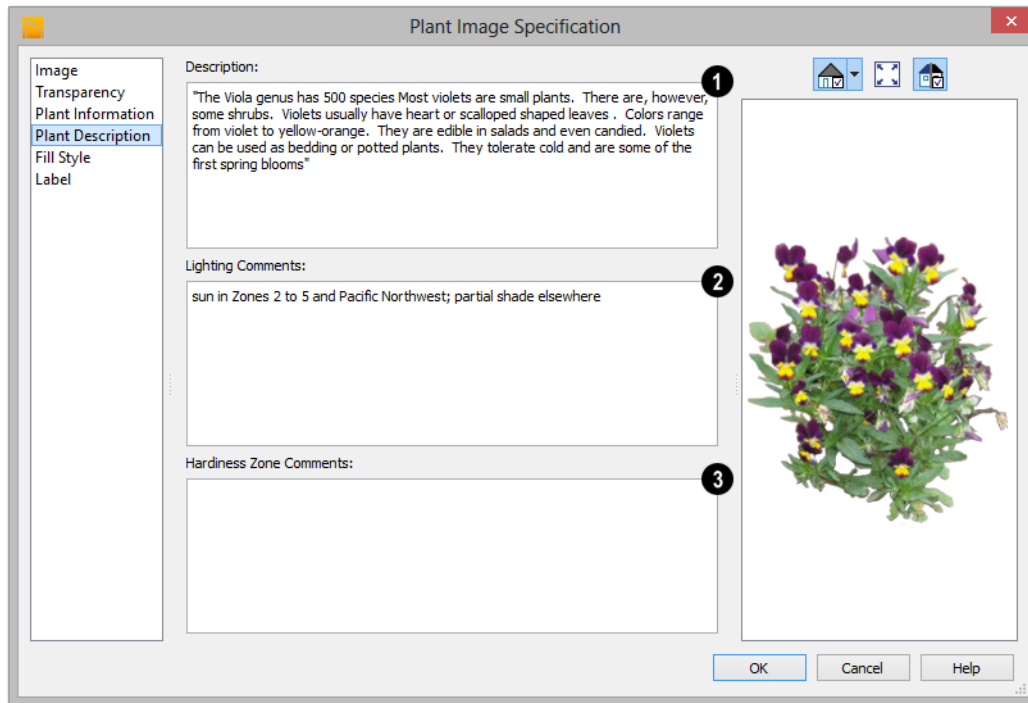 Plant Image Specification
Image
Transparency
Plant Information
Plant Description
Fill Style
Label
Description:
1
"The Viola genus has 500 species Most violets are small plants.  There are, however,
some shrubs.  Violets usually have heart or scalloped shaped leaves .  Colors range
from violet to yellow-orange.  They are edible in salads and even candied.  Violets
can be used as bedding or potted plants.  They tolerate cold and are some of the
first spring blooms"
Lighting Comments:
2
sun in Zones 2 to 5 and Pacific Northwest; partial shade elsewhere
Hardiness Zone Comments:
3
OK
Cancel
Help